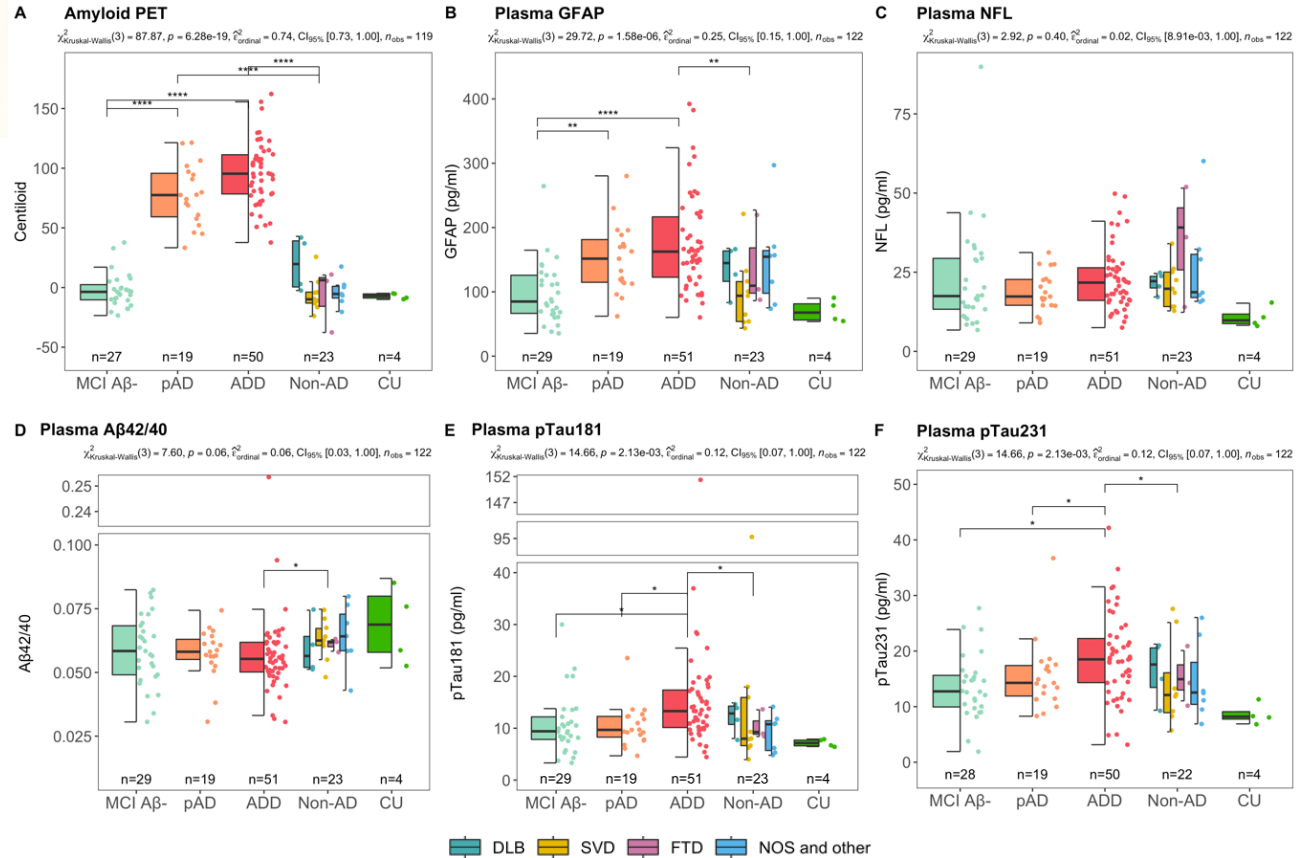 A Amyloid PET
χ²Kruskal-Wallis(3) = 87.87, p = 6.28e-19, ε̂²ordinal = 0.74, CI95% [0.73, 1.00], nobs = 119
Centiloid
150
100
50
0
-50
****
****
****
****
n=27 n=19 n=50 n=23 n=4
MCI Aβ- pAD ADD Non-AD CU
B Plasma GFAP
χ²Kruskal-Wallis(3) = 29.72, p = 1.58e-06, ε̂²ordinal = 0.25, CI95% [0.15, 1.00], nobs = 122
GFAP (pg/ml)
400
300
200
100
0
**
****
**
n=29 n=19 n=51 n=23 n=4
MCI Aβ- pAD ADD Non-AD CU
C Plasma NFL
χ²Kruskal-Wallis(3) = 2.92, p = 0.40, ε̂²ordinal = 0.02, CI95% [8.91e-03, 1.00], nobs = 122
NFL (pg/ml)
75
50
25
0
n=29 n=19 n=51 n=23 n=4
MCI Aβ- pAD ADD Non-AD CU
D Plasma Aβ42/40
χ²Kruskal-Wallis(3) = 7.60, p = 0.06, ε̂²ordinal = 0.06, CI95% [0.03, 1.00], nobs = 122
Aβ42/40
0.25
0.24
0.100
0.075
0.050
0.025
*
n=29 n=19 n=51 n=23 n=4
MCI Aβ- pAD ADD Non-AD CU
E Plasma pTau181
χ²Kruskal-Wallis(3) = 14.66, p = 2.13e-03, ε̂²ordinal = 0.12, CI95% [0.07, 1.00], nobs = 122
pTau181 (pg/ml)
152
147
95
40
30
20
10
0
*
*
*
n=29 n=19 n=51 n=23 n=4
MCI Aβ- pAD ADD Non-AD CU
F Plasma pTau231
χ²Kruskal-Wallis(3) = 14.66, p = 2.13e-03, ε̂²ordinal = 0.12, CI95% [0.07, 1.00], nobs = 122
pTau231 (pg/ml)
50
40
30
20
10
0
*
*
*
n=28 n=19 n=50 n=22 n=4
MCI Aβ- pAD ADD Non-AD CU
DLB SVD FTD NOS and other